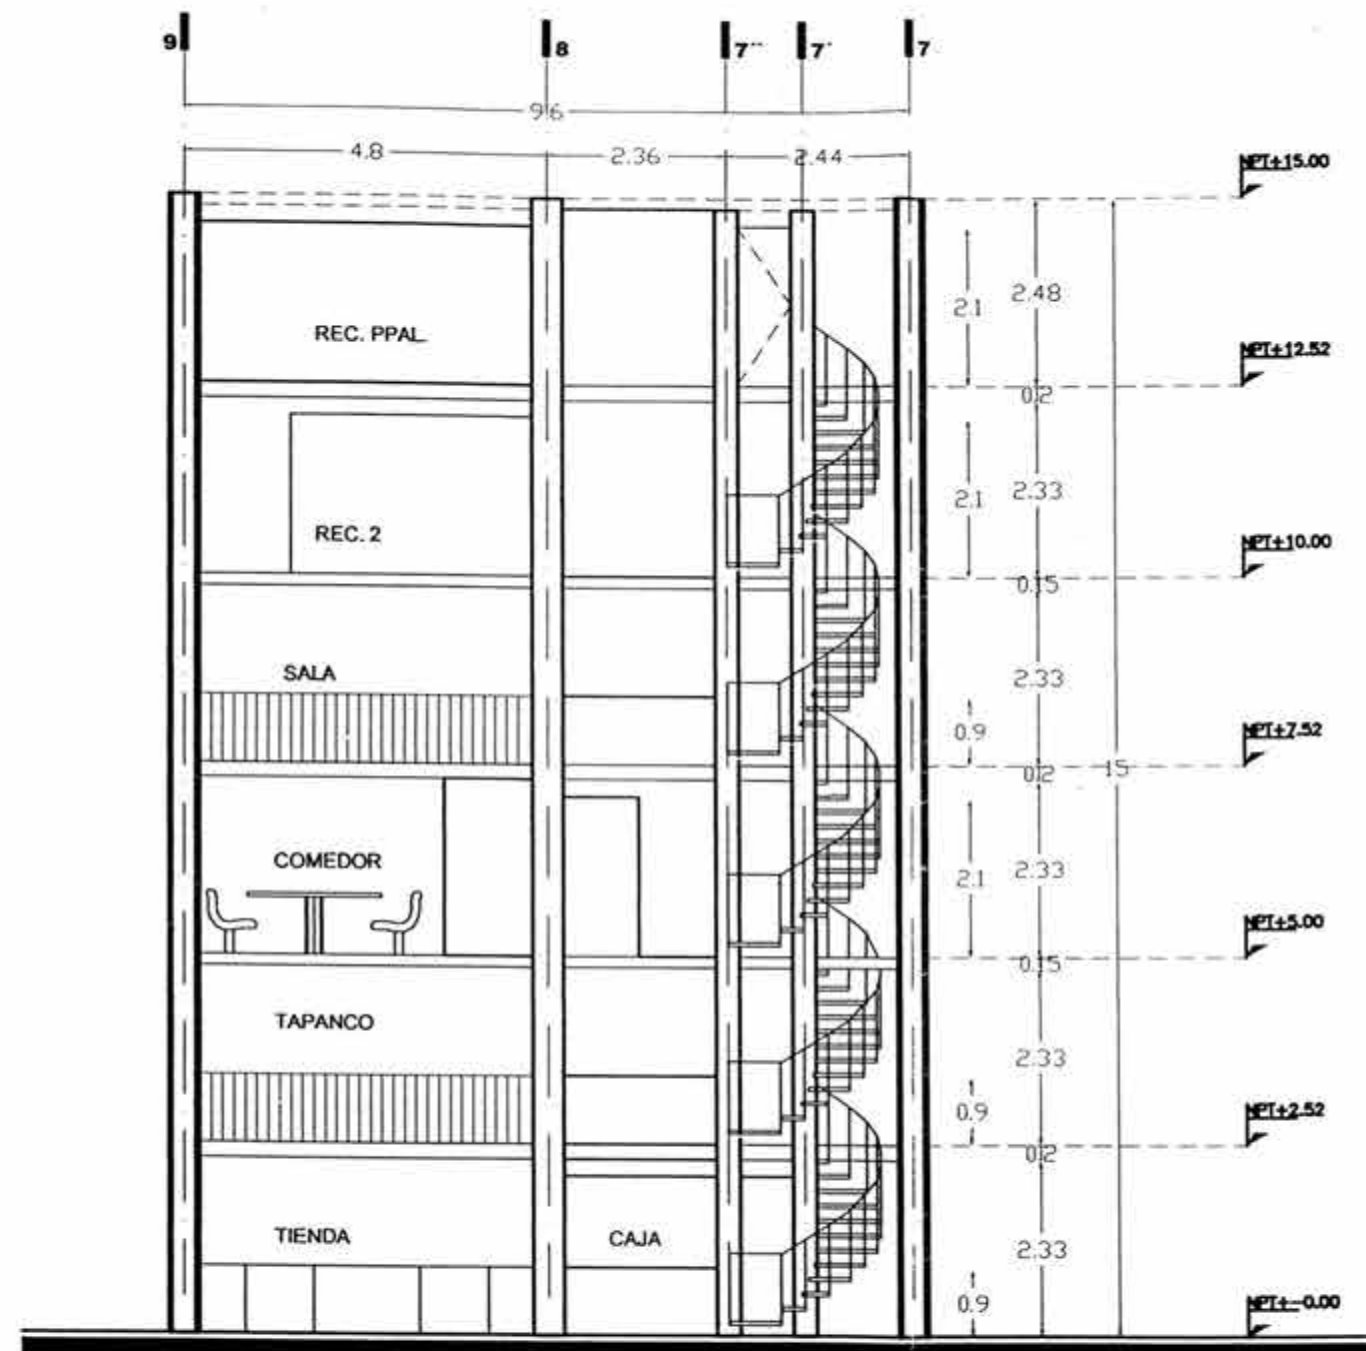 9 8 7'' 7' 7
9.6
4.8 2.36 2.44
NPT+15.00
2.1 2.48
REC. PPAL.
NPT+12.52
0.2
2.1 2.33
REC. 2
NPT+10.00
0.15
SALA 2.33
0.9
NPT+7.52
0.2 15
COMEDOR 2.1 2.33
NPT+5.00
0.15
TAPANCO
2.33
0.9
NPT+2.52
0.2
TIENDA CAJA 2.33
0.9
NPT+-0.00